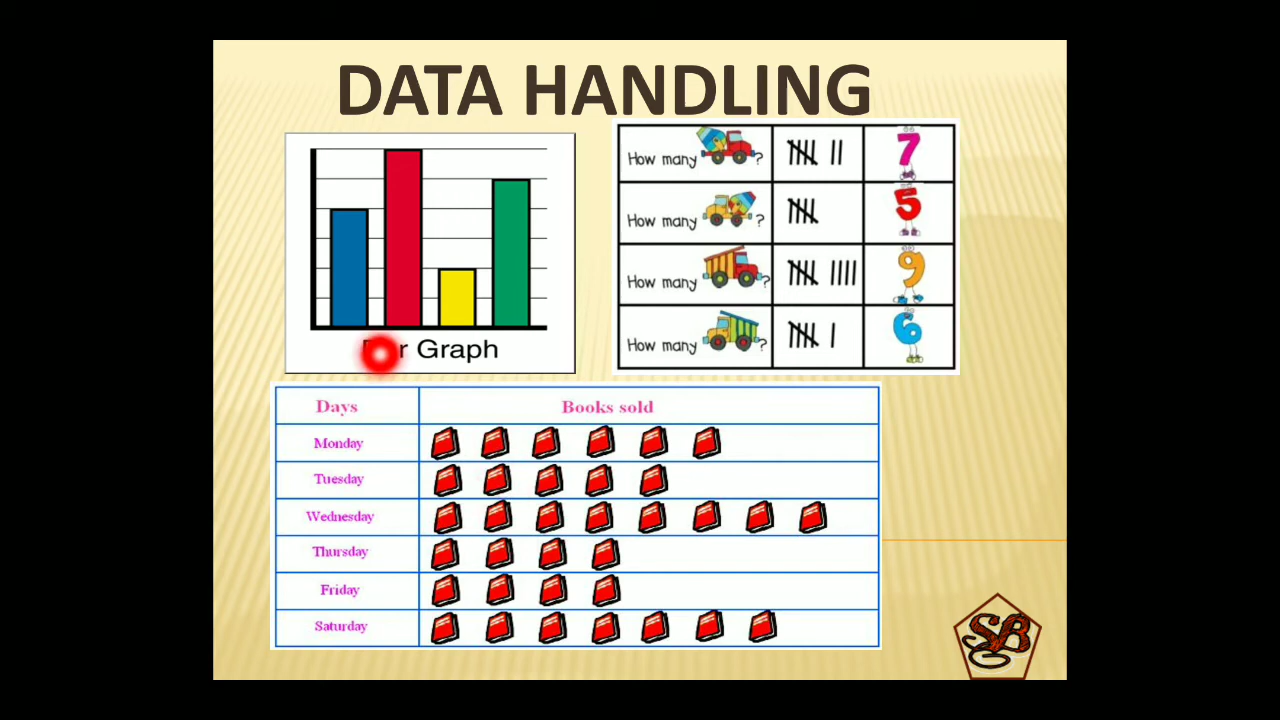 DATA HANDLING
Graph
How many ? 7
How many ? 5
How many ? 9
How many ? 6
Days Books sold
Monday
Tuesday
Wednesday
Thursday
Friday
Saturday
SB